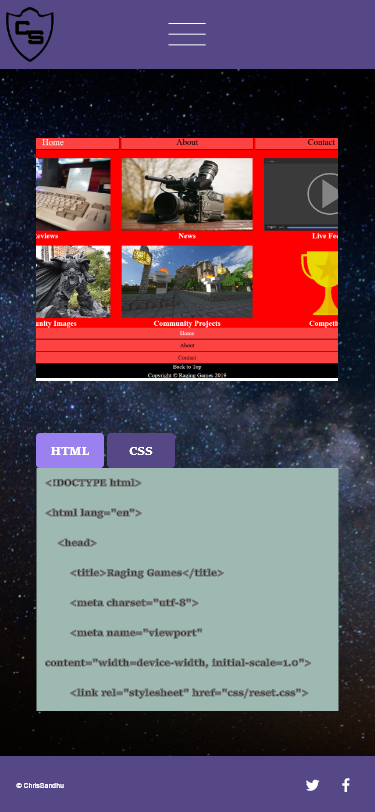 CS
Home About Contact
eviews News Live Fee
unity Images Community Projects Competi
Home
About
Contact
Back to Top
Copyright © Raging Games 2019
HTML CSS
<!DOCTYPE html>
<html lang="en">
<head>
<title>Raging Games</title>
<meta charset="utf-8">
<meta name="viewport"
content="width=device-width, initial-scale=1.0">
<link rel="stylesheet" href="css/reset.css">
© ChrisSandhu